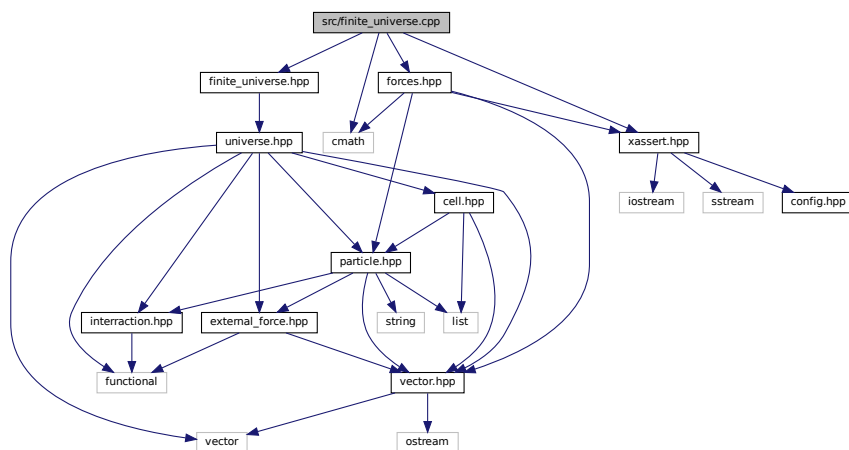 src/finite_universe.cpp
finite_universe.hpp
forces.hpp
universe.hpp
cmath
xassert.hpp
cell.hpp
iostream
sstream
config.hpp
particle.hpp
interraction.hpp
external_force.hpp
string
list
functional
vector.hpp
vector
ostream